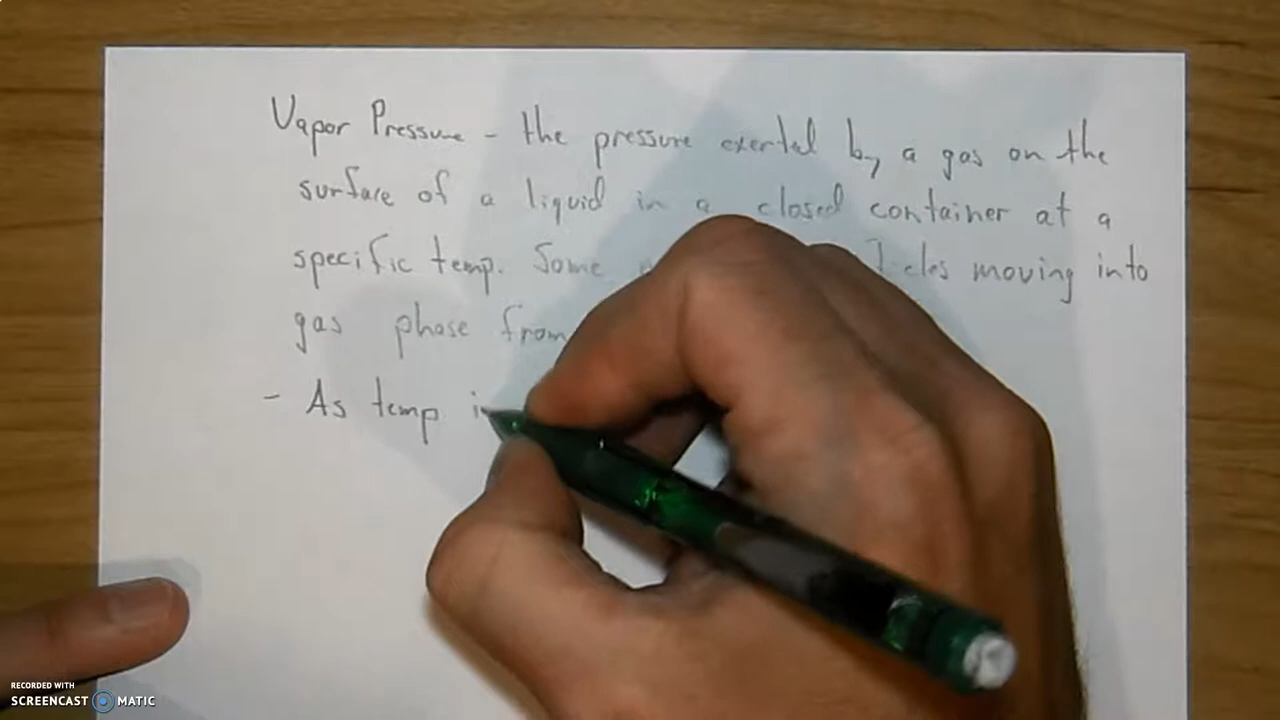 Vapor Pressure - the pressure exerted by a gas on the
surface of a liquid in a closed container at a
specific temp. Some moving into
gas phase from
- As temp i
RECORDED WITH
SCREENCAST MATIC